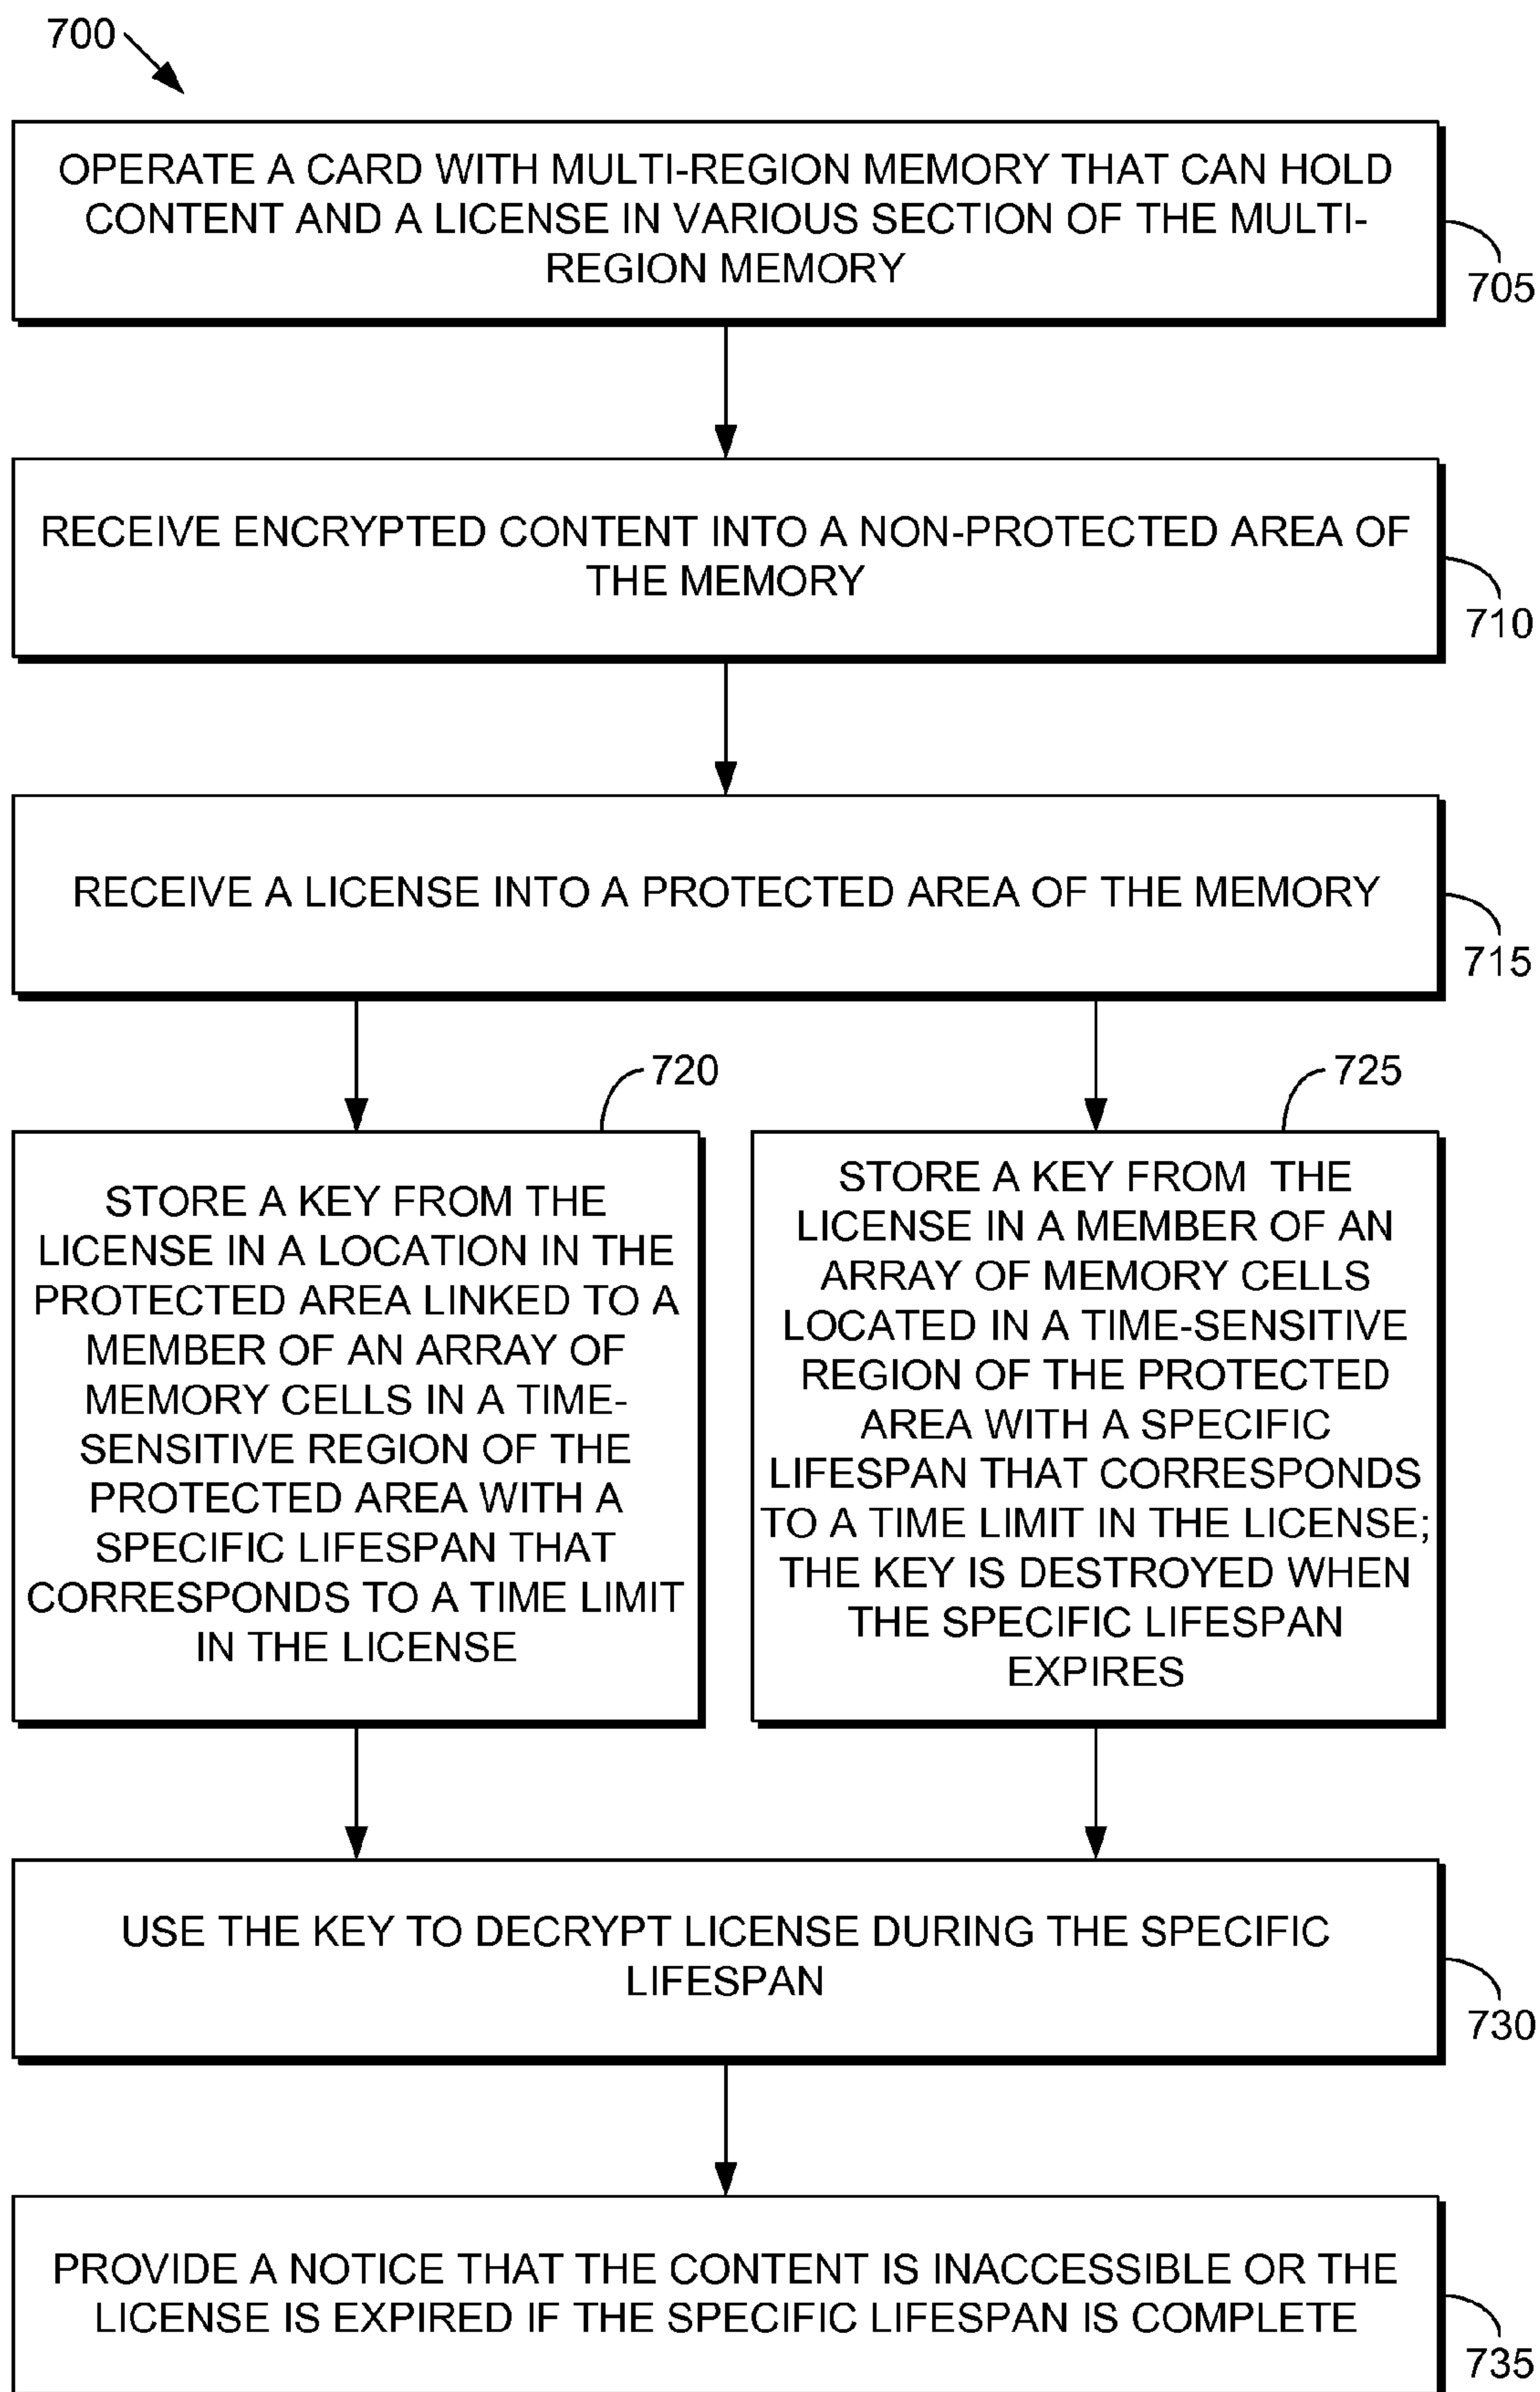 700
OPERATE A CARD WITH MULTI-REGION MEMORY THAT CAN HOLD
CONTENT AND A LICENSE IN VARIOUS SECTION OF THE MULTI-
REGION MEMORY
705
RECEIVE ENCRYPTED CONTENT INTO A NON-PROTECTED AREA OF
THE MEMORY
710
RECEIVE A LICENSE INTO A PROTECTED AREA OF THE MEMORY
715
720
STORE A KEY FROM THE
LICENSE IN A LOCATION IN THE
PROTECTED AREA LINKED TO A
MEMBER OF AN ARRAY OF
MEMORY CELLS IN A TIME-
SENSITIVE REGION OF THE
PROTECTED AREA WITH A
SPECIFIC LIFESPAN THAT
CORRESPONDS TO A TIME LIMIT
IN THE LICENSE
725
STORE A KEY FROM THE
LICENSE IN A MEMBER OF AN
ARRAY OF MEMORY CELLS
LOCATED IN A TIME-SENSITIVE
REGION OF THE PROTECTED
AREA WITH A SPECIFIC
LIFESPAN THAT CORRESPONDS
TO A TIME LIMIT IN THE LICENSE;
THE KEY IS DESTROYED WHEN
THE SPECIFIC LIFESPAN
EXPIRES
USE THE KEY TO DECRYPT LICENSE DURING THE SPECIFIC
LIFESPAN
730
PROVIDE A NOTICE THAT THE CONTENT IS INACCESSIBLE OR THE
LICENSE IS EXPIRED IF THE SPECIFIC LIFESPAN IS COMPLETE
735